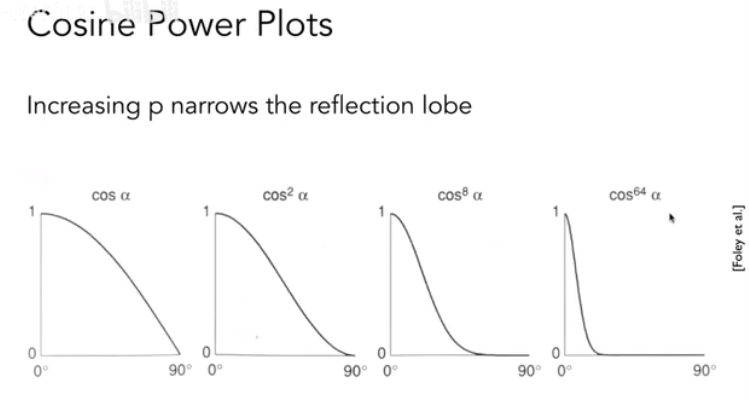 Cosine Power Plots
Increasing p narrows the reflection lobe
cos α
cos² α
cos⁸ α
cos⁶⁴ α
1
1
1
1
0
0
0
0
0°
90°
0°
90°
0°
90°
0°
90°
[Foley et al.]